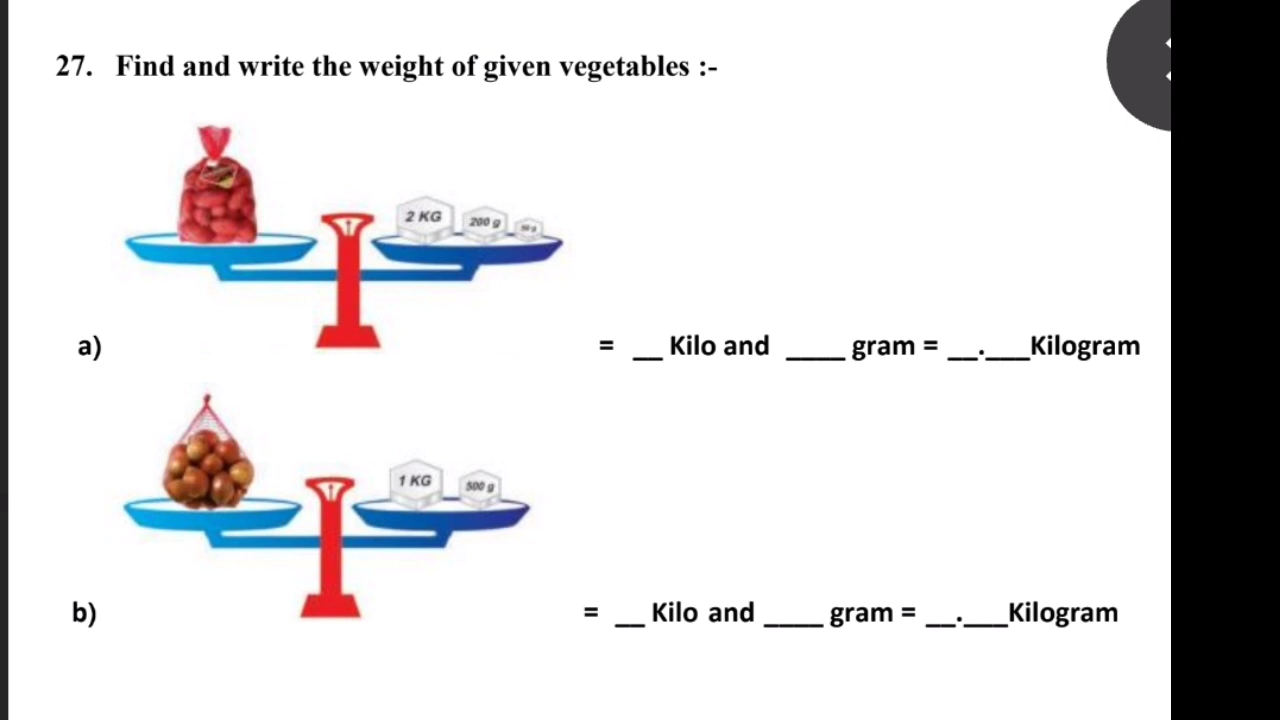 27. Find and write the weight of given vegetables :-
2 KG 200 g 50 g
a) = __ Kilo and ____ gram = __.___Kilogram
1 KG 500 g
b) = __ Kilo and ____ gram = __.___Kilogram